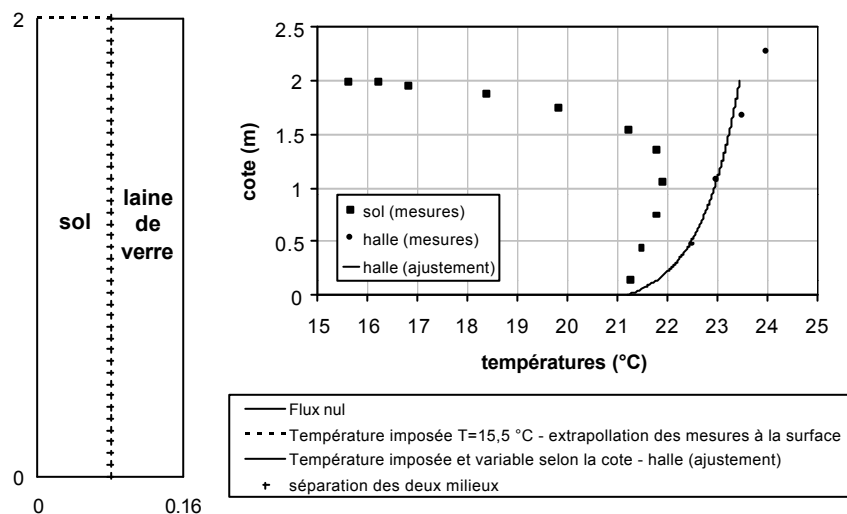 2
sol
laine
de
verre
0
0
0.16
cote (m)
2.5
2
1.5
1
0.5
0
sol (mesures)
halle (mesures)
halle (ajustement)
15 16 17 18 19 20 21 22 23 24 25
températures (°C)
Flux nul
Température imposée T=15,5 °C - extrapollation des mesures à la surface
Température imposée et variable selon la cote - halle (ajustement)
séparation des deux milieux